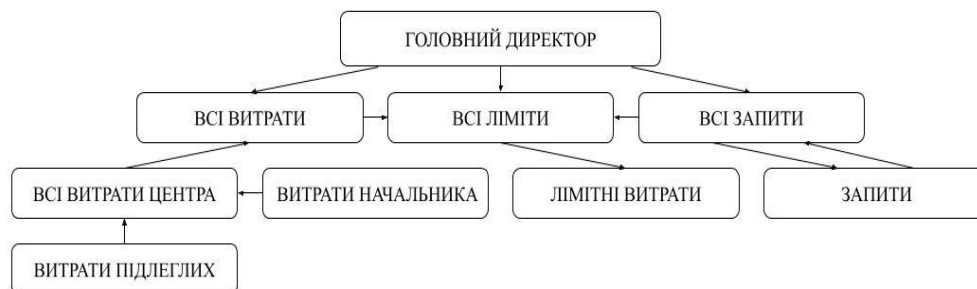 ГОЛОВНИЙ ДИРЕКТОР
ВСІ ВИТРАТИ
ВСІ ЛІМІТИ
ВСІ ЗАПИТИ
ВСІ ВИТРАТИ ЦЕНТРА
ВИТРАТИ НАЧАЛЬНИКА
ЛІМІТНІ ВИТРАТИ
ЗАПИТИ
ВИТРАТИ ПІДЛЕГЛИХ